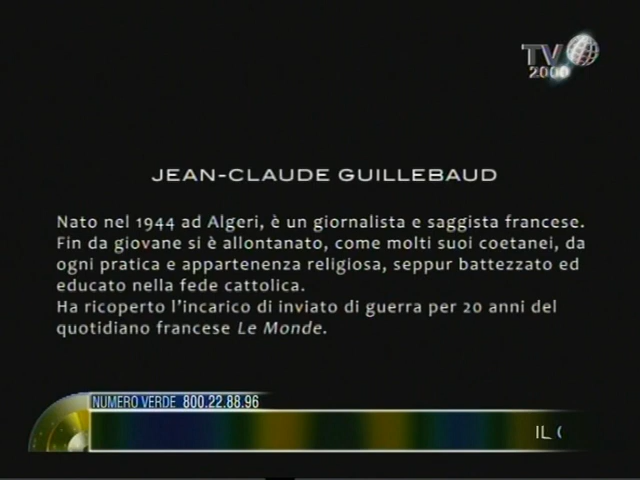 TV
2000
JEAN-CLAUDE GUILLEBAUD
Nato nel 1944 ad Algeri, è un giornalista e saggista francese.
Fin da giovane si è allontanato, come molti suoi coetanei, da
ogni pratica e appartenenza religiosa, seppur battezzato ed
educato nella fede cattolica.
Ha ricoperto l'incarico di inviato di guerra per 20 anni del
quotidiano francese Le Monde.
NUMERO VERDE 800.22.88.96
IL